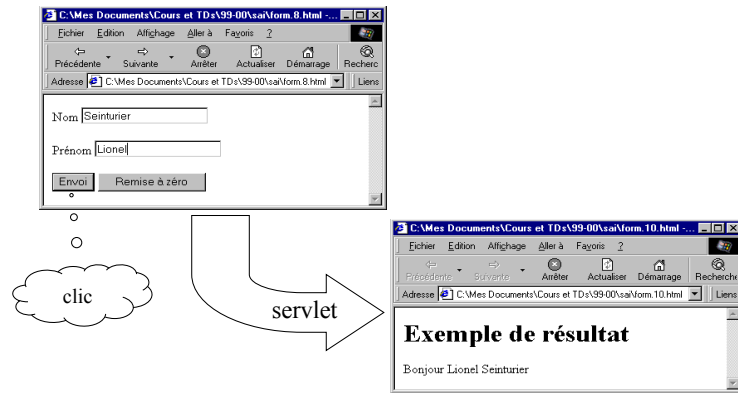 C:\Mes Documents\Cours et TDs\99-00\sai\form.8.html -...
Fichier Edition Affichage Aller à Favoris ?
Précédente Suivante Arrêter Actualiser Démarrage Recherc
Adresse C:\Mes Documents\Cours et TDs\99-00\sai\form.8.html Liens
Nom Seinturier
Prénom Lionel
Envoi Remise à zéro
clic
servlet
C:\Mes Documents\Cours et TDs\99-00\sai\form.10.html -...
Fichier Edition Affichage Aller à Favoris ?
Précédente Suivante Arrêter Actualiser Démarrage Recherche
Adresse C:\Mes Documents\Cours et TDs\99-00\sai\form.10.html Liens
Exemple de résultat
Bonjour Lionel Seinturier